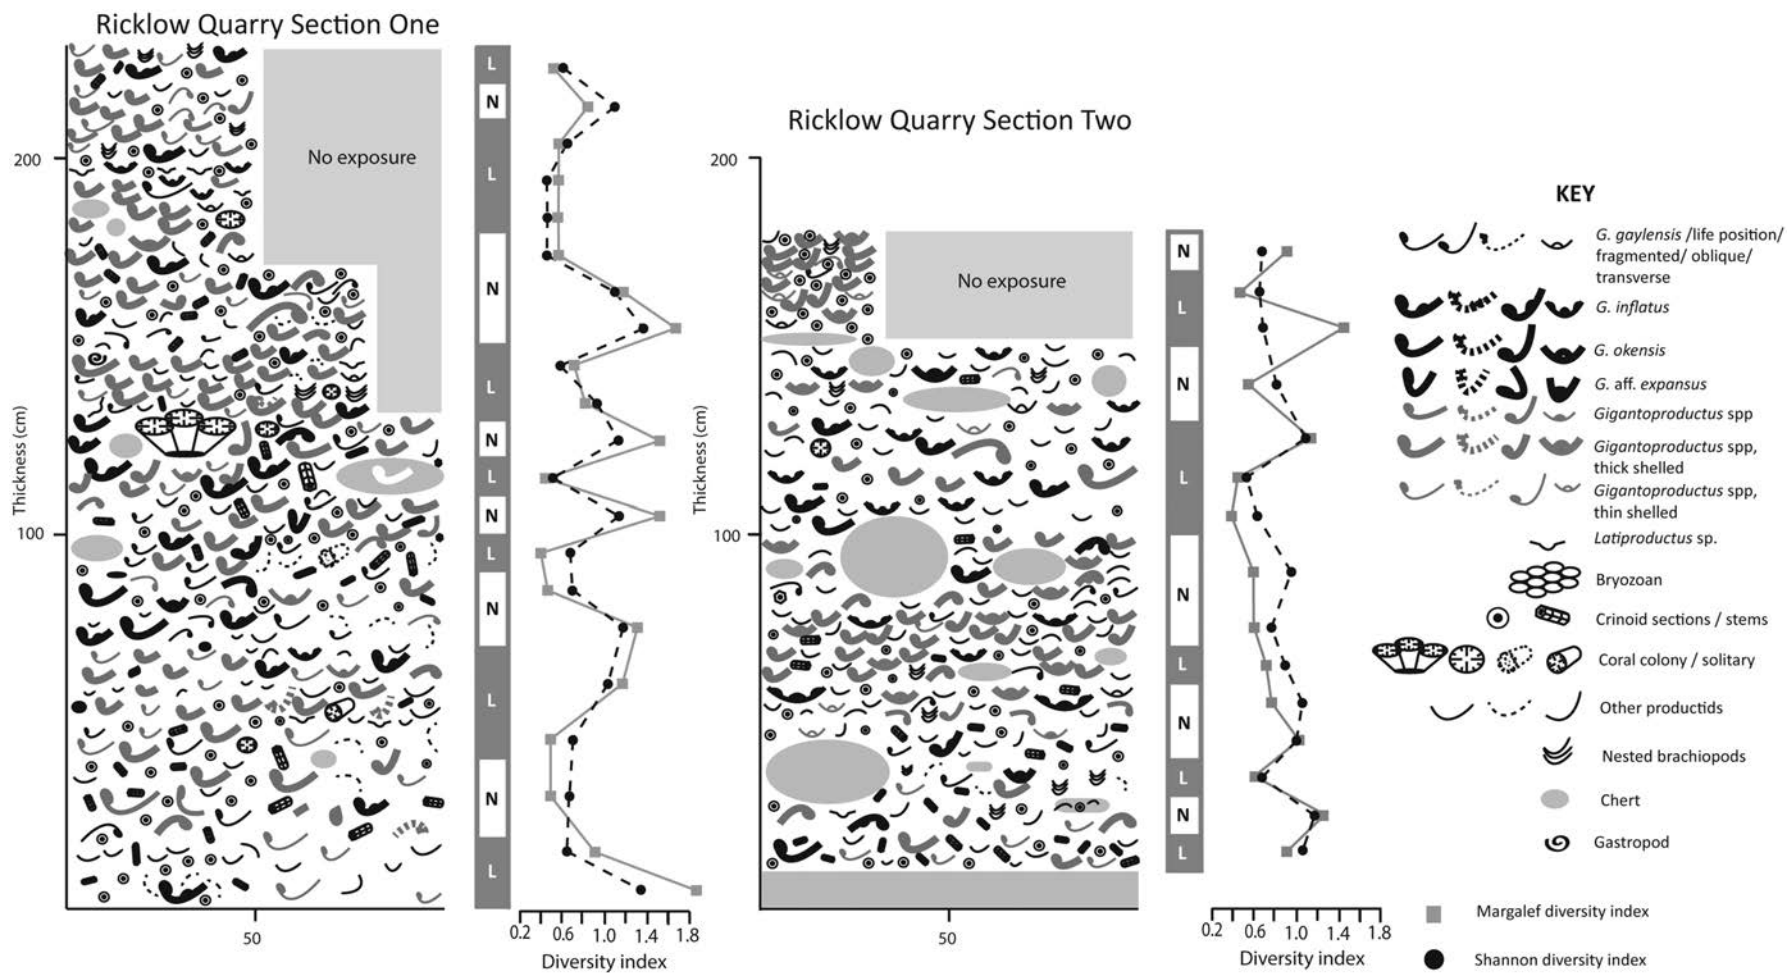 Ricklow Quarry Section One
No exposure
200
100
Thickness (cm)
50
L
N
L
N
L
N
L
N
L
N
L
N
L
0.2 0.6 1.0 1.4 1.8
Diversity index
Ricklow Quarry Section Two
No exposure
200
100
Thickness (cm)
50
N
L
N
L
N
L
N
L
N
L
0.2 0.6 1.0 1.4 1.8
Diversity index
KEY
G. gaylensis /life position/
fragmented/ oblique/
transverse
G. inflatus
G. okensis
G. aff. expansus
Gigantoproductus spp
Gigantoproductus spp,
thick shelled
Gigantoproductus spp,
thin shelled
Latiproductus sp.
Bryozoan
Crinoid sections / stems
Coral colony / solitary
Other productids
Nested brachiopods
Chert
Gastropod
Margalef diversity index
Shannon diversity index